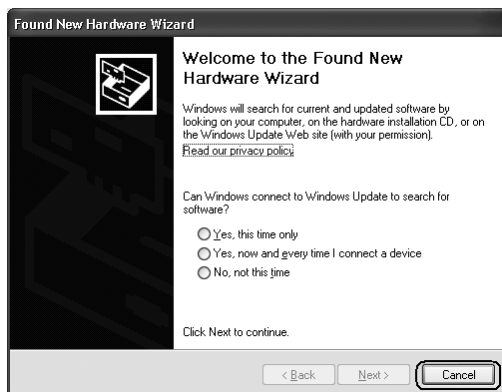 Found New Hardware Wizard
Welcome to the Found New
Hardware Wizard
Windows will search for current and updated software by
looking on your computer, on the hardware installation CD, or on
the Windows Update Web site (with your permission).
Read our privacy policy
Can Windows connect to Windows Update to search for
software?
Yes, this time only
Yes, now and every time I connect a device
No, not this time
Click Next to continue.
< Back Next > Cancel